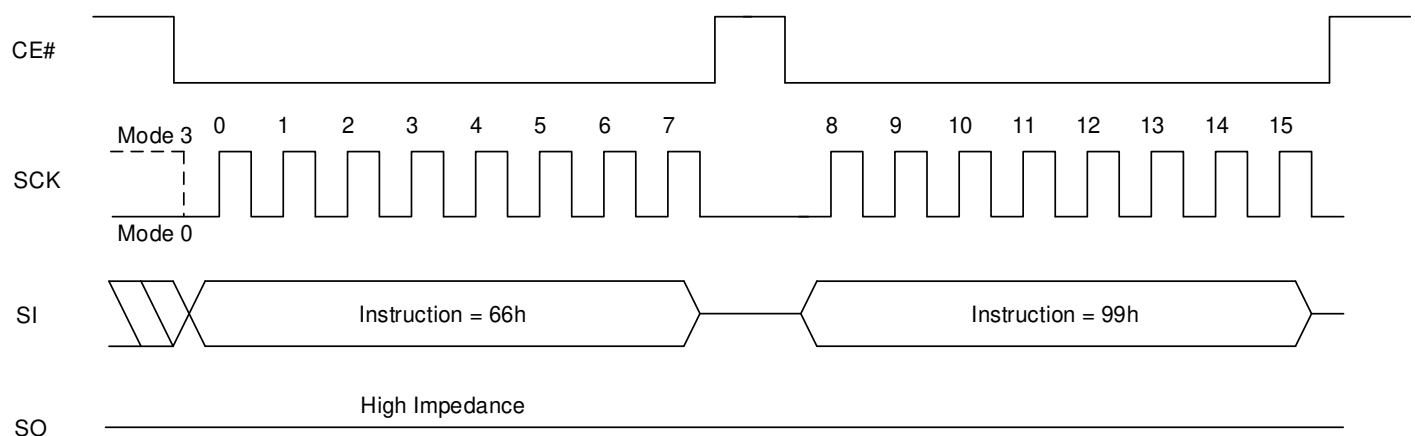 CE#
Mode 3 0 1 2 3 4 5 6 7 8 9 10 11 12 13 14 15
SCK
Mode 0
SI Instruction = 66h Instruction = 99h
High Impedance
SO